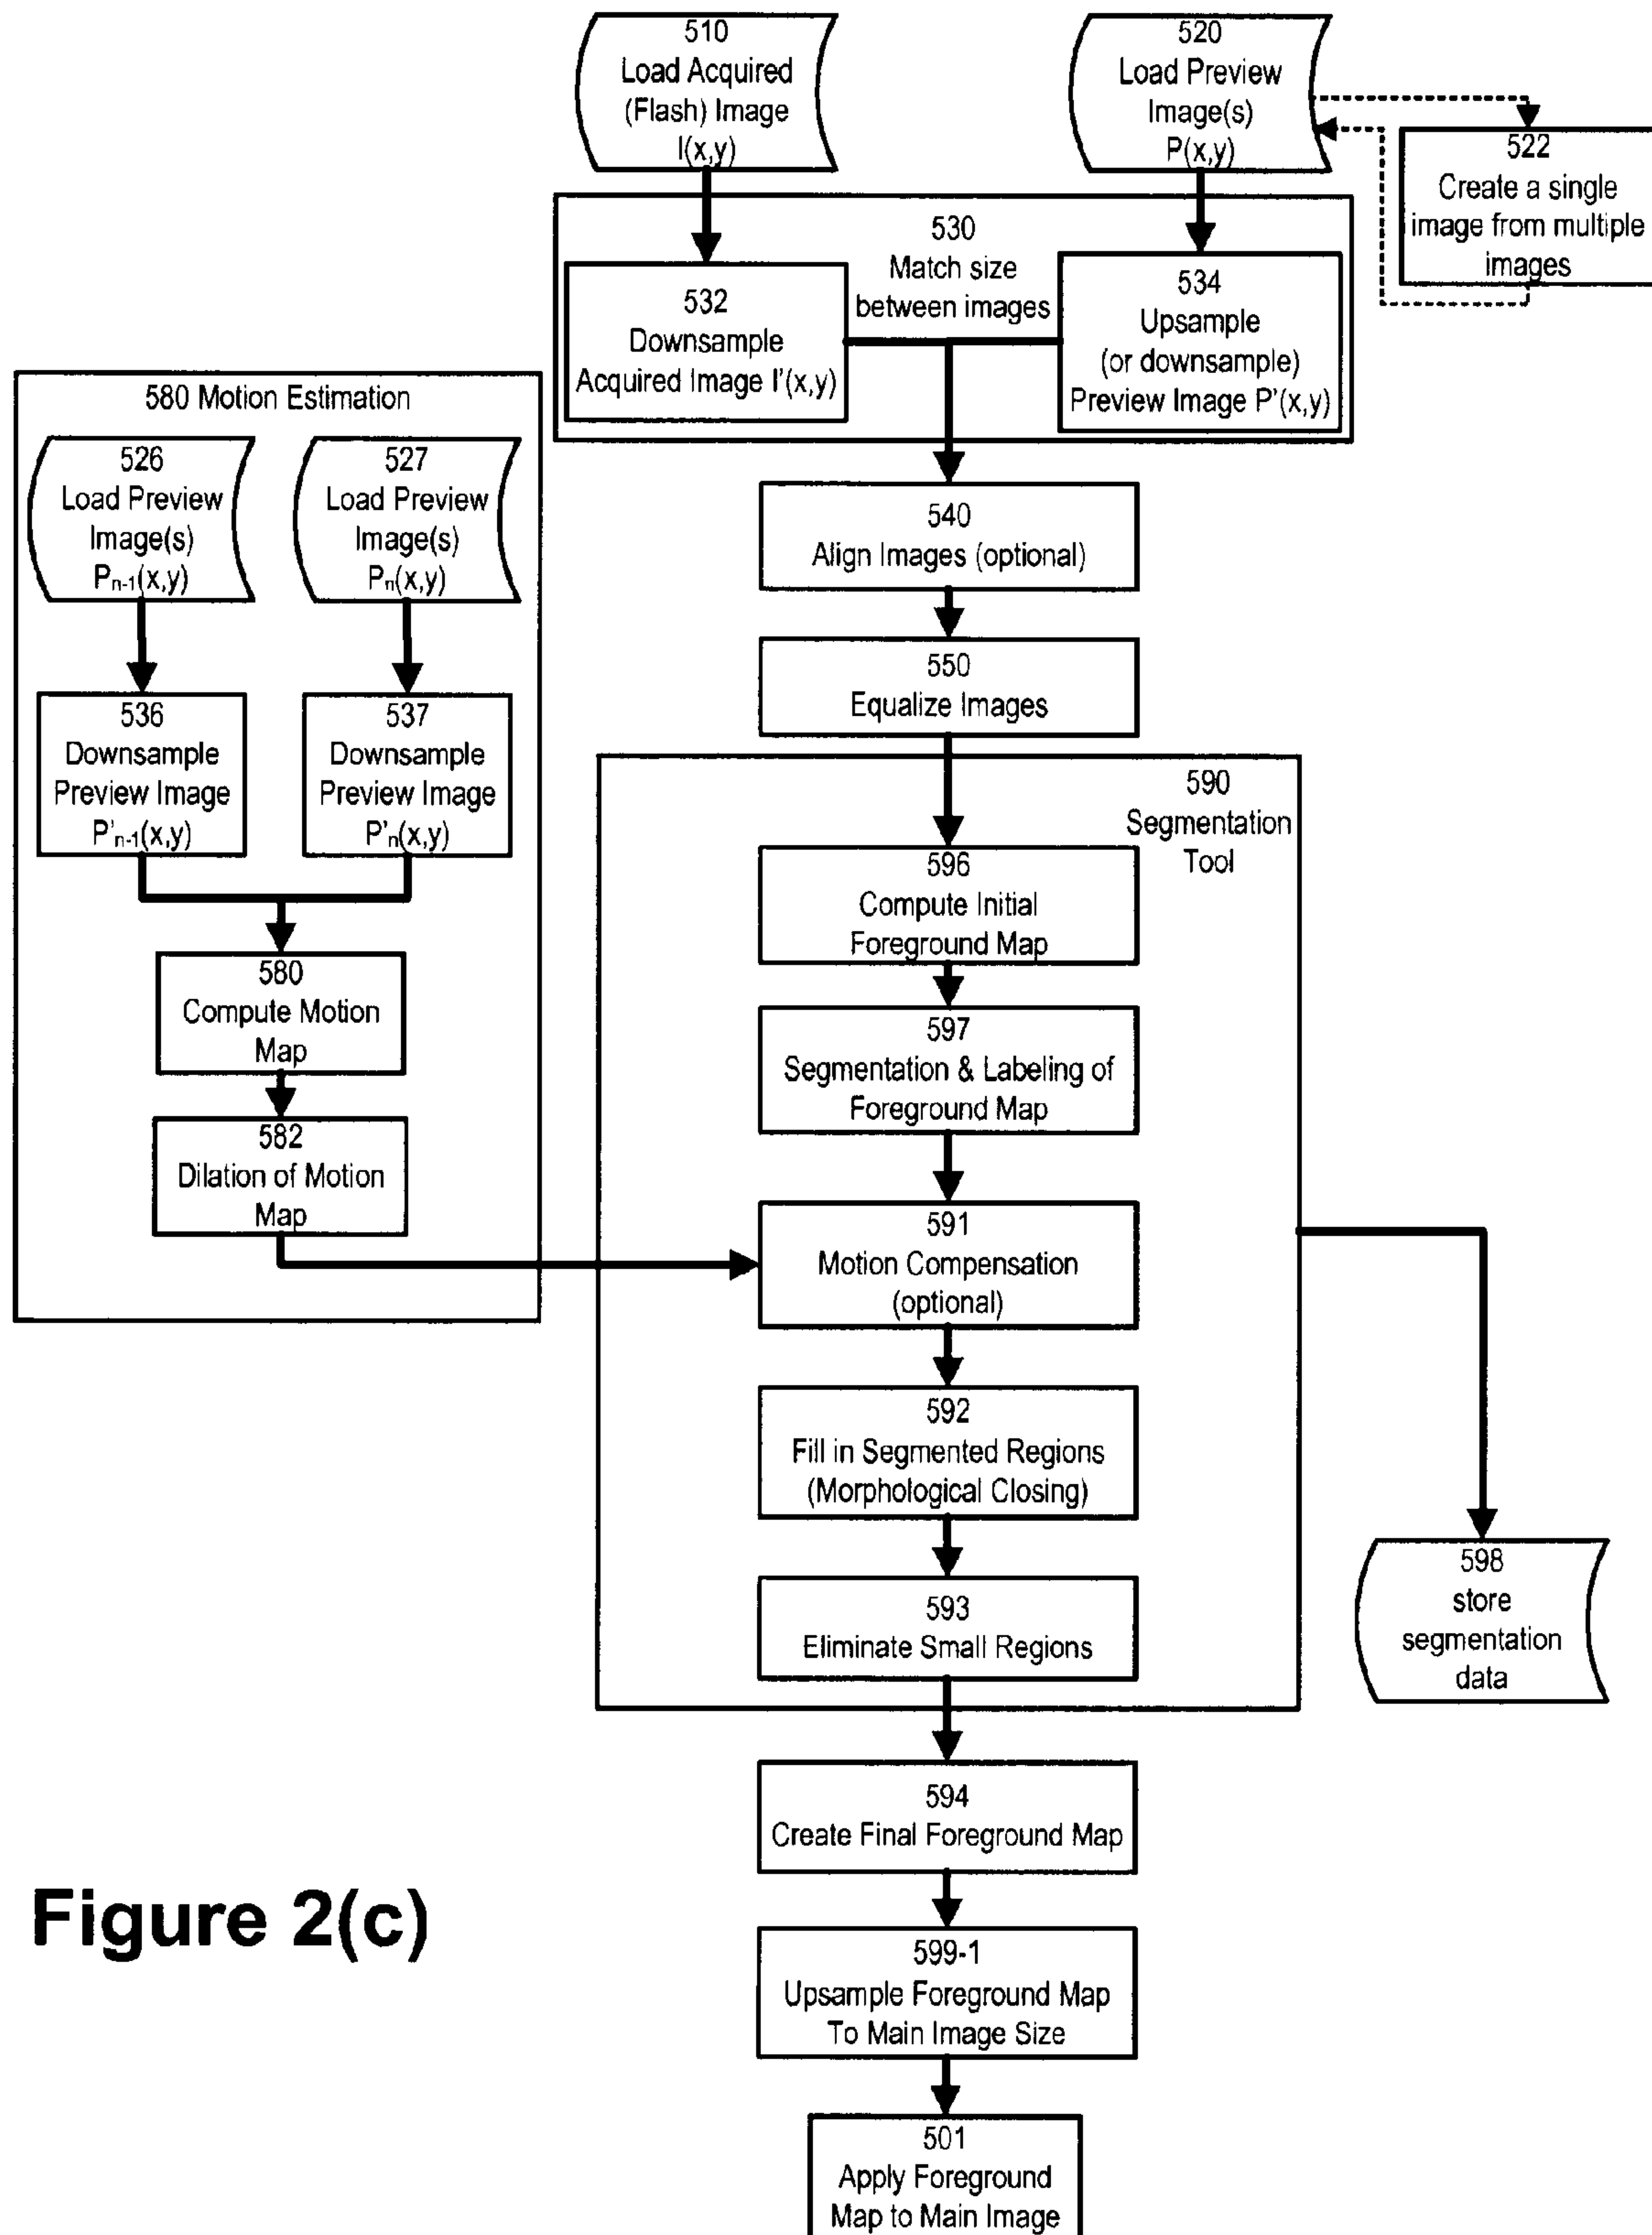 510
Load Acquired
(Flash) Image
I(x,y)
520
Load Preview
Image(s)
P(x,y)
522
Create a single
image from multiple
images
530
Match size
between images
532
Downsample
Acquired Image I'(x,y)
534
Upsample
(or downsample)
Preview Image P'(x,y)
580 Motion Estimation
526
Load Preview
Image(s)
Pn-1(x,y)
527
Load Preview
Image(s)
Pn(x,y)
536
Downsample
Preview Image
P'n-1(x,y)
537
Downsample
Preview Image
P'n(x,y)
580
Compute Motion
Map
582
Dilation of Motion
Map
540
Align Images (optional)
550
Equalize Images
590
Segmentation
Tool
596
Compute Initial
Foreground Map
597
Segmentation & Labeling of
Foreground Map
591
Motion Compensation
(optional)
592
Fill in Segmented Regions
(Morphological Closing)
593
Eliminate Small Regions
598
store
segmentation
data
594
Create Final Foreground Map
599-1
Upsample Foreground Map
To Main Image Size
501
Apply Foreground
Map to Main Image
Figure 2(c)